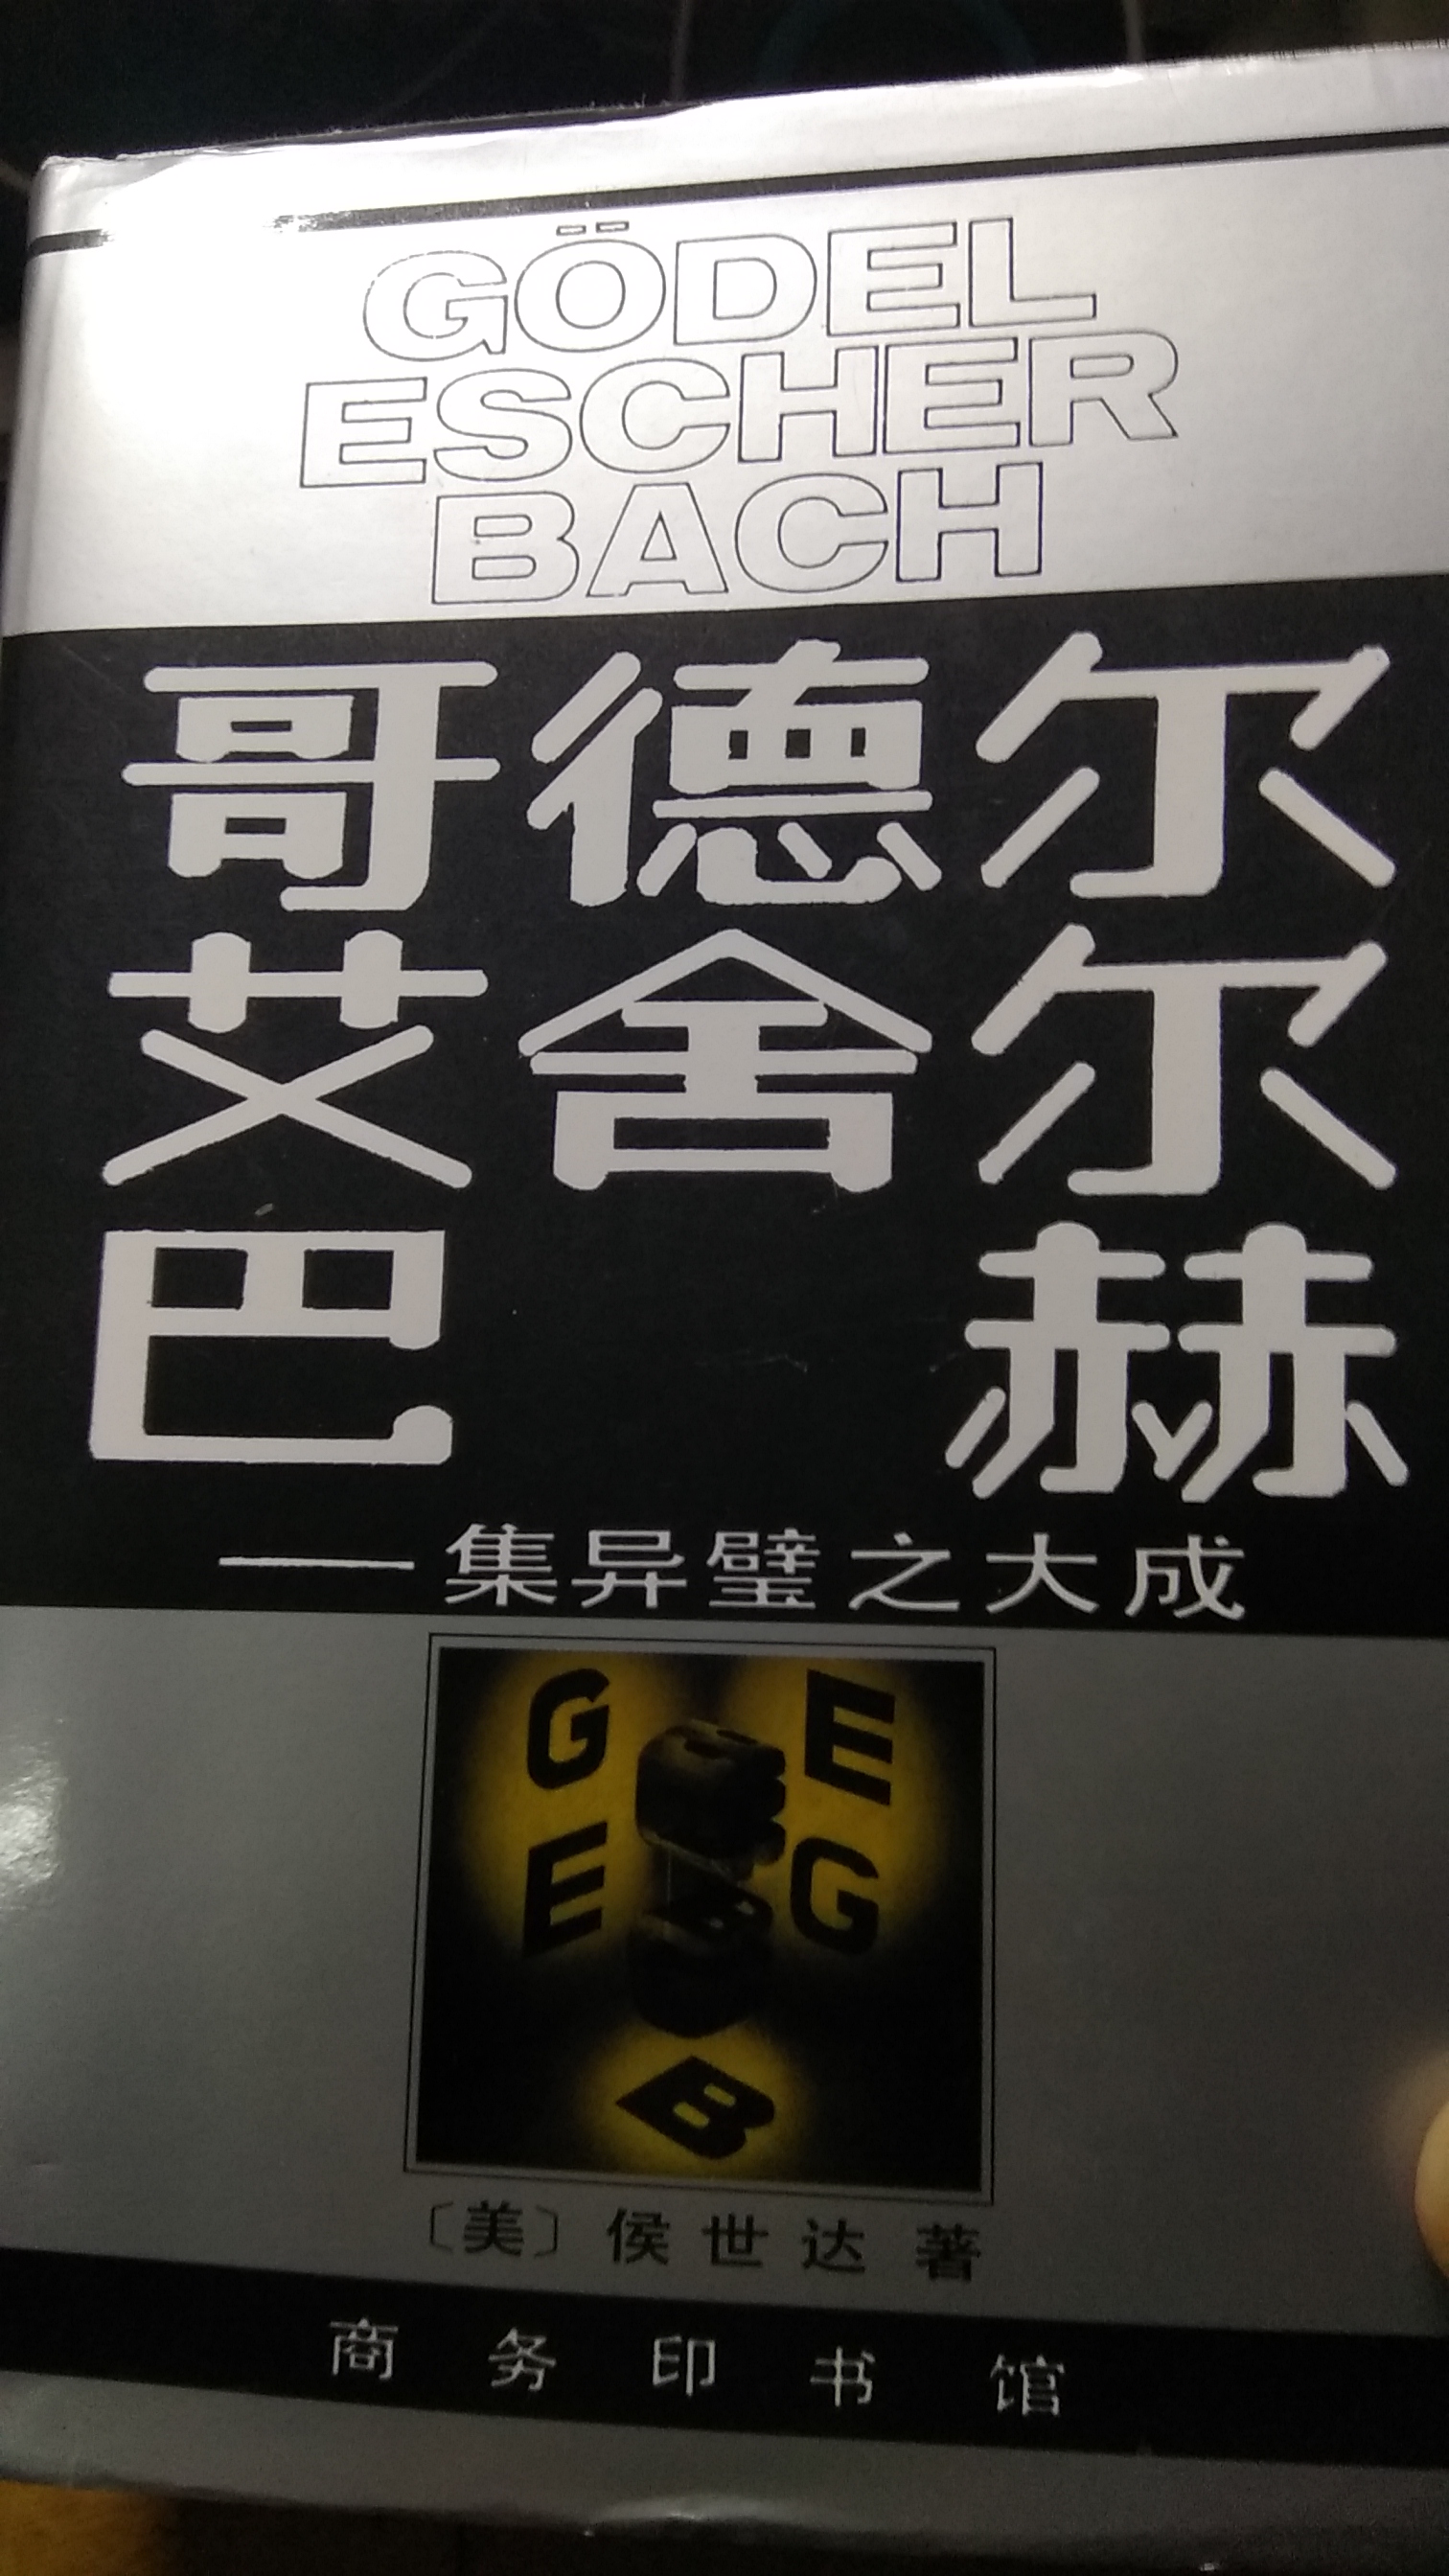 GÖDEL
ESCHER
BACH
哥德尔
艾舍尔
巴 赫
——集异璧之大成
G E
E G
B
〔美〕侯世达 著
商务印书馆